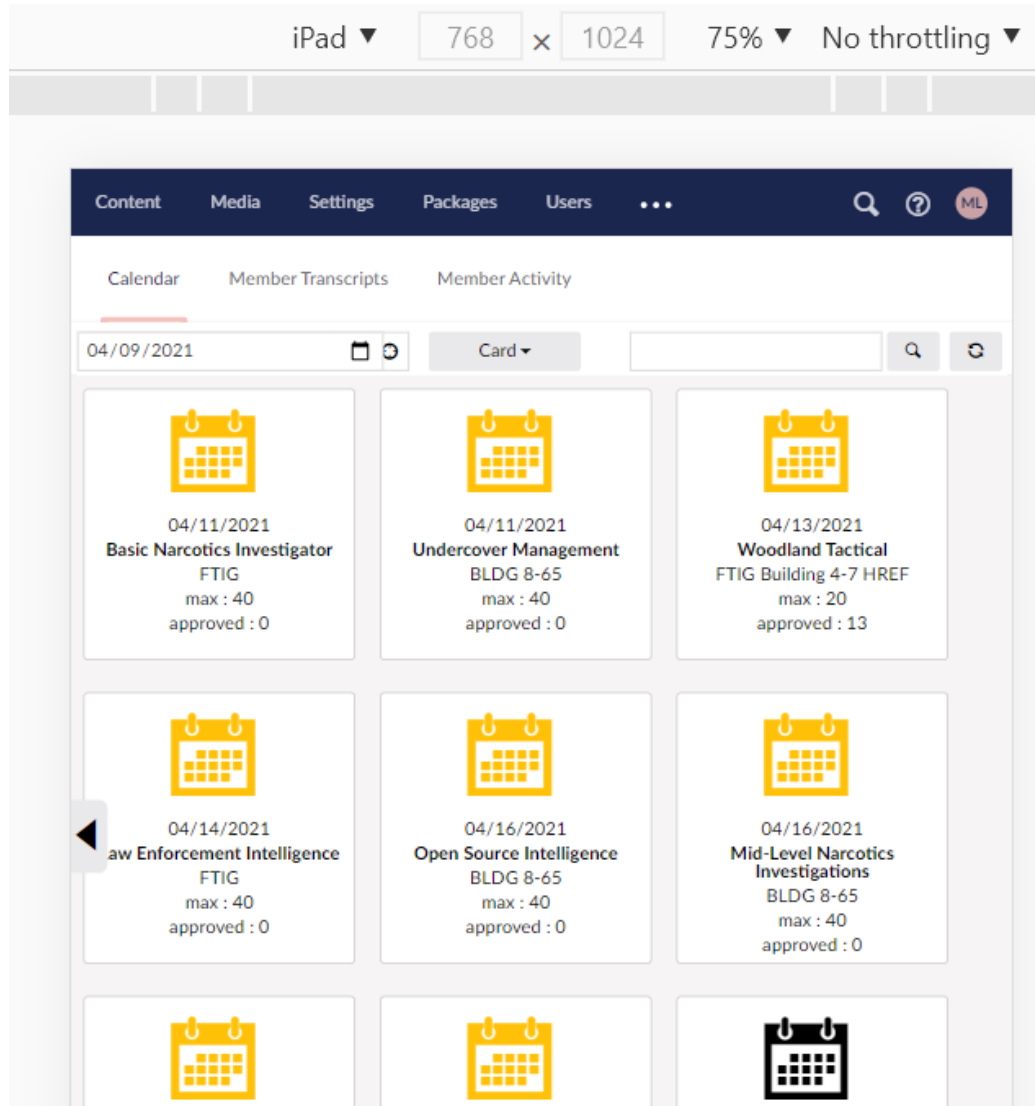 iPad ▼ 768 × 1024 75% ▼ No throttling ▼
Content Media Settings Packages Users ••• ML
Calendar Member Transcripts Member Activity
04/09/2021 Card
04/11/2021 04/11/2021 04/13/2021
Basic Narcotics Investigator Undercover Management Woodland Tactical
FTIG BLDG 8-65 FTIG Building 4-7 HREF
max : 40 max : 40 max : 20
approved : 0 approved : 0 approved : 13
04/14/2021 04/16/2021 04/16/2021
aw Enforcement Intelligence Open Source Intelligence Mid-Level Narcotics
Investigations
FTIG BLDG 8-65 BLDG 8-65
max : 40 max : 40 max : 40
approved : 0 approved : 0 approved : 0